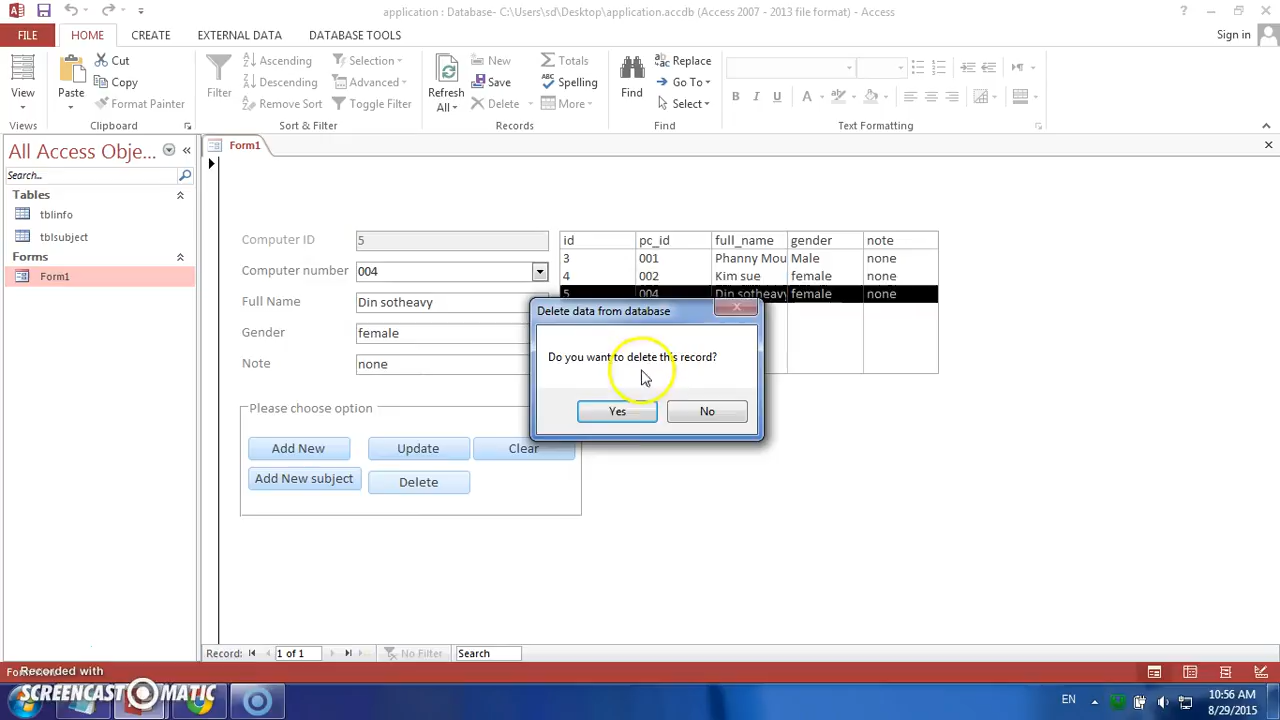 application : Database- C:\Users\sd\Desktop\application.accdb (Access 2007 - 2013 file format) - Access
FILE HOME CREATE EXTERNAL DATA DATABASE TOOLS Sign in
View Paste Cut Copy Format Painter
Filter Ascending Descending Remove Sort Selection Advanced Toggle Filter
Refresh All New Save Delete Totals Spelling More
Find Replace Go To Select
B I U A
Views Clipboard Sort & Filter Records Find Text Formatting
All Access Obje...
Search...
Tables
tblinfo
tblsubject
Forms
Form1
Form1
Computer ID 5
Computer number 004
Full Name Din sotheavy
Gender female
Note none
id pc_id full_name gender note
3 001 Phanny Mou Male none
4 002 Kim sue female none
5 004 Din sotheavy female none
Delete data from database
Do you want to delete this record?
Yes No
Please choose option
Add New Update Clear
Add New subject Delete
Record: 1 of 1 No Filter Search
Recorded with
SCREENCAST MATIC
EN
10:56 AM
8/29/2015